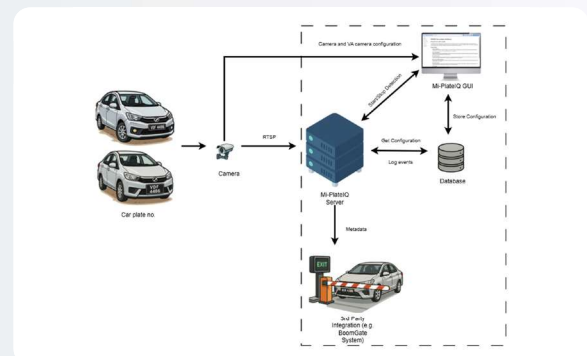 Camera and VA camera configuration
Mi-PlateIQ GUI
Start/Stop Detection
Store Configuration
RTSP
Get Configuration
Log events
Camera
Database
Mi-PlateIQ
Server
Car plate no.
Metadata
EXIT
3rd Party
Integration (e.g.
BoomGate
System)